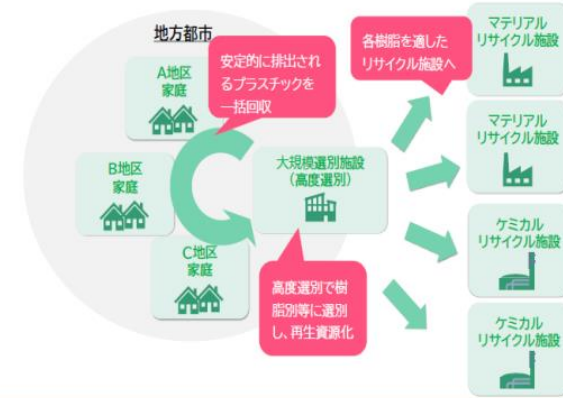 地方都市
A地区
家庭
B地区
家庭
C地区
家庭
安定的に排出され
るプラスチックを
一括回収
大規模選別施設
（高度選別）
高度選別で樹
脂別等に選別
し、再生資源化
各樹脂を適した
リサイクル施設へ
マテリアル
リサイクル施設
マテリアル
リサイクル施設
ケミカル
リサイクル施設
ケミカル
リサイクル施設